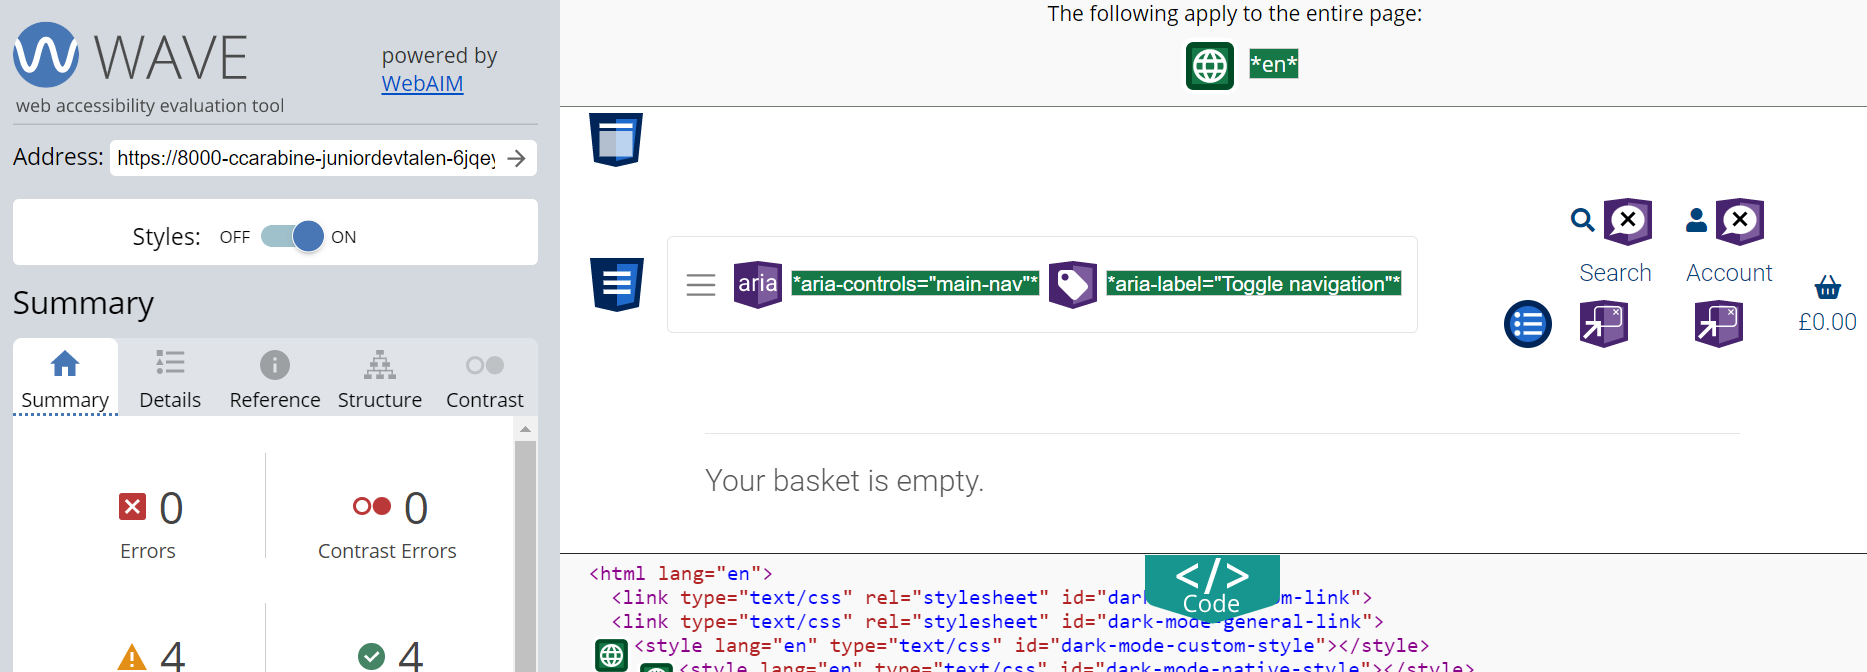 WAVE
powered by
WebAIM
web accessibility evaluation tool
Address: https://8000-ccarabine-juniordevtalen-6jqey
Styles: OFF ON
Summary
Summary Details Reference Structure Contrast
0 0
Errors Contrast Errors
4 4
The following apply to the entire page:
*en*
aria *aria-controls="main-nav"* *aria-label="Toggle navigation"*
Search Account
£0.00
Your basket is empty.
</>
Code
<html lang="en">
<link type="text/css" rel="stylesheet" id="dar m-link">
<link type="text/css" rel="stylesheet" id="dark-mode-general-link">
<style lang="en" type="text/css" id="dark-mode-custom-style"></style>
<style lang="en" type="text/css" id="dark-mode-native-style"></style>